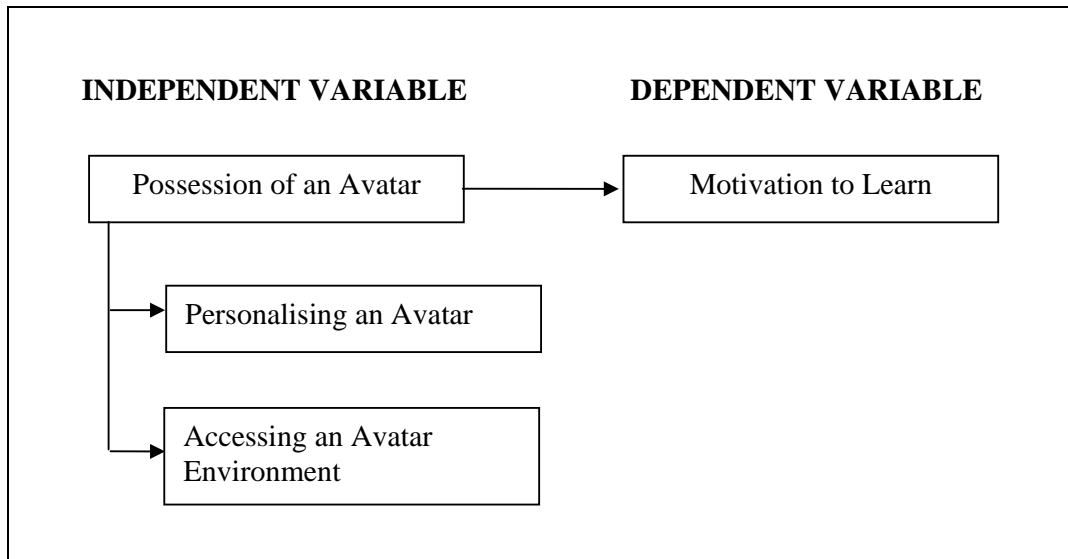 INDEPENDENT VARIABLE
DEPENDENT VARIABLE
Possession of an Avatar
Motivation to Learn
Personalising an Avatar
Accessing an Avatar
Environment